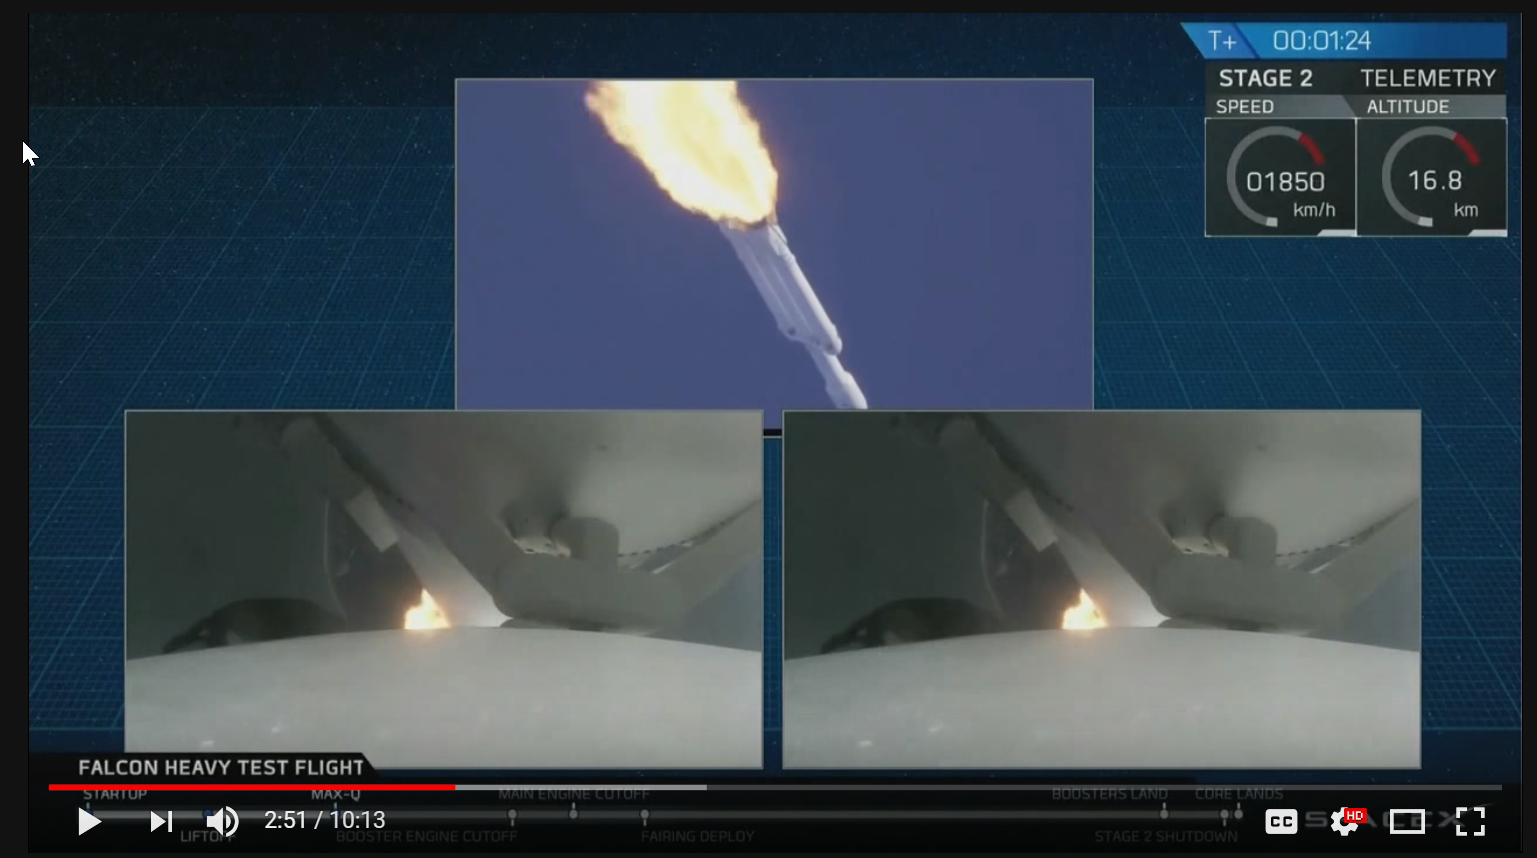 T+ 00:01:24
STAGE 2 TELEMETRY
SPEED ALTITUDE
01850 16.8
km/h km
FALCON HEAVY TEST FLIGHT
STARTUP MAX-Q MAIN ENGINE CUTOFF BOOSTERS LAND CORE LANDS
2:51 / 10:13 CC HD SPACEX
LIFTOFF BOOSTER ENGINE CUTOFF FAIRING DEPLOY STAGE 2 SHUTDOWN